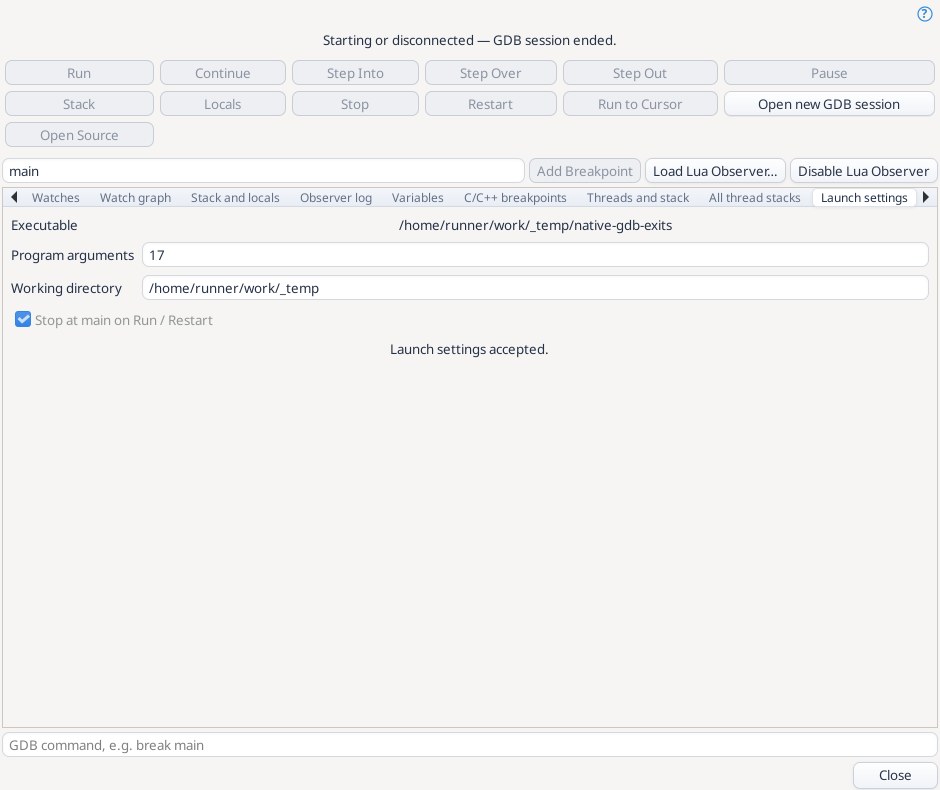 ?
Starting or disconnected — GDB session ended.
Run Continue Step Into Step Over Step Out Pause
Stack Locals Stop Restart Run to Cursor Open new GDB session
Open Source
main Add Breakpoint Load Lua Observer... Disable Lua Observer
Watches Watch graph Stack and locals Observer log Variables C/C++ breakpoints Threads and stack All thread stacks Launch settings
Executable /home/runner/work/_temp/native-gdb-exits
Program arguments 17
Working directory /home/runner/work/_temp
Stop at main on Run / Restart
Launch settings accepted.
GDB command, e.g. break main
Close